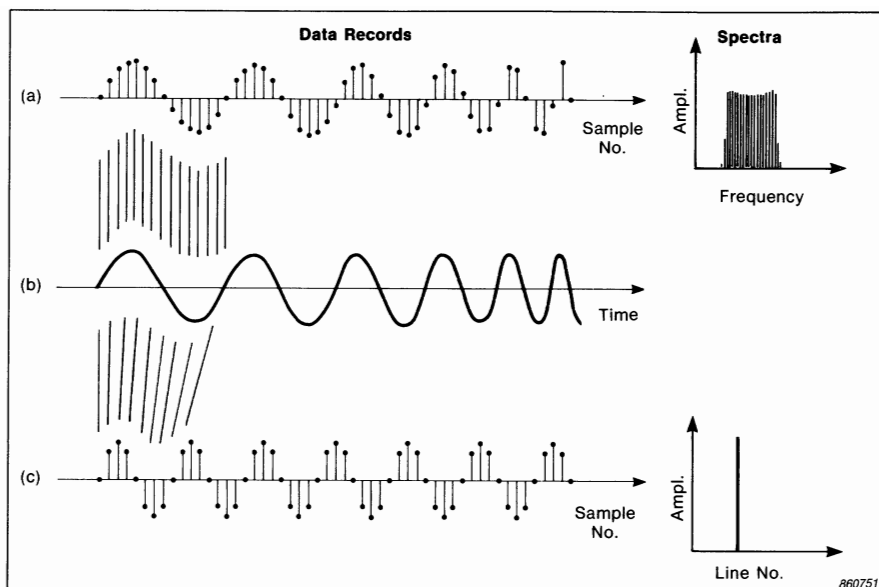 Data Records
Spectra
(a)
Sample
No.
Ampl.
Frequency
(b)
Time
(c)
Sample
No.
Ampl.
Line No.
860751